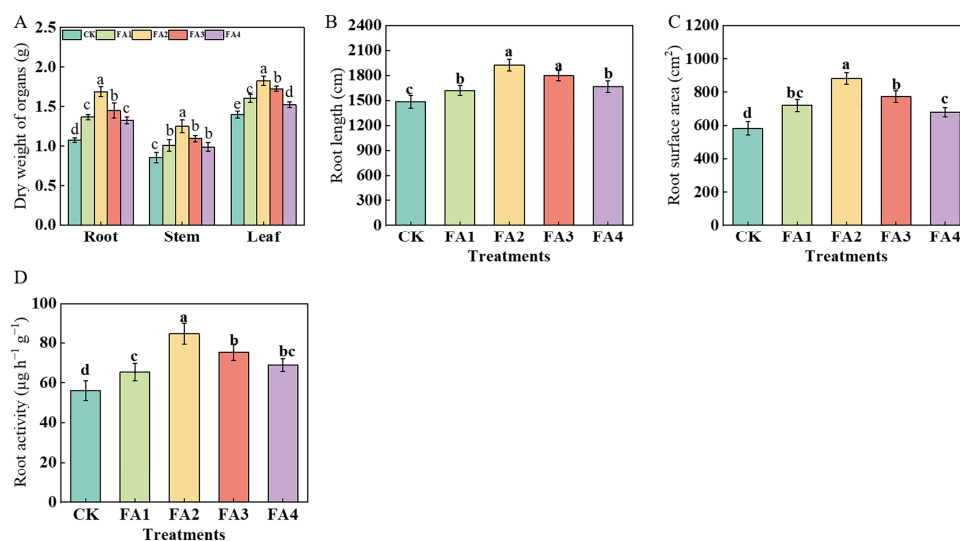 A
Dry weight of organs (g)
2.5
2.0
1.5
1.0
0.5
0.0
CK FA1 FA2 FA3 FA4
d c a b c
c b a b b
e c a b d
Root Stem Leaf
B
Root length (cm)
2400
2100
1800
1500
1200
900
600
300
0
c b a a b
CK FA1 FA2 FA3 FA4
Treatments
C
Root surface area (cm²)
1200
1000
800
600
400
200
0
d bc a b c
CK FA1 FA2 FA3 FA4
Treatments
D
Root activity (µg h⁻¹ g⁻¹)
100
80
60
40
20
0
d c a b bc
CK FA1 FA2 FA3 FA4
Treatments